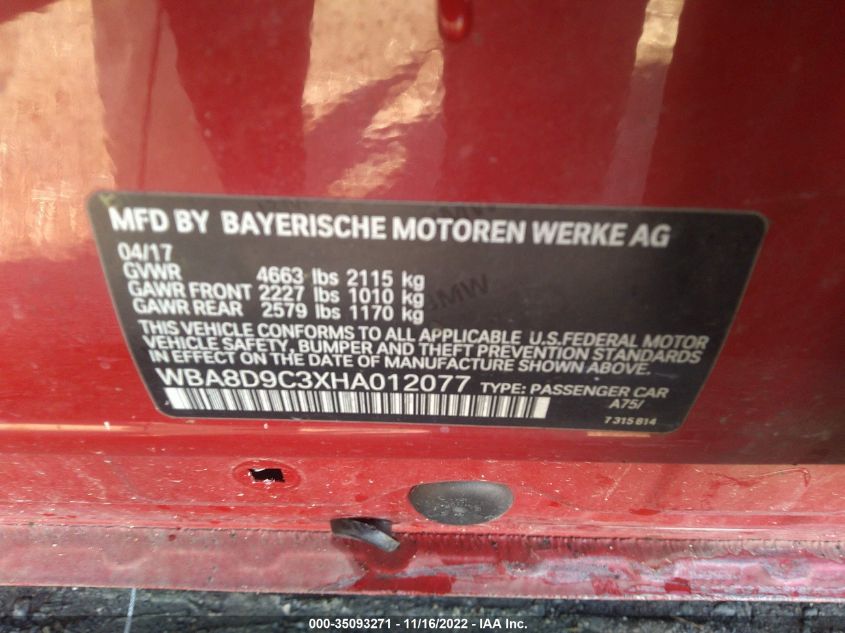 MFD BY BAYERISCHE MOTOREN WERKE AG
04/17
GVWR 4663 lbs 2115 kg
GAWR FRONT 2227 lbs 1010 kg
GAWR REAR 2579 lbs 1170 kg
THIS VEHICLE CONFORMS TO ALL APPLICABLE U.S.FEDERAL MOTOR
VEHICLE SAFETY, BUMPER AND THEFT PREVENTION STANDARDS
IN EFFECT ON THE DATE OF MANUFACTURE SHOWN ABOVE.
WBA8D9C3XHA012077 TYPE: PASSENGER CAR
A75/
7 315 814
000-35093271 - 11/16/2022 - IAA Inc.